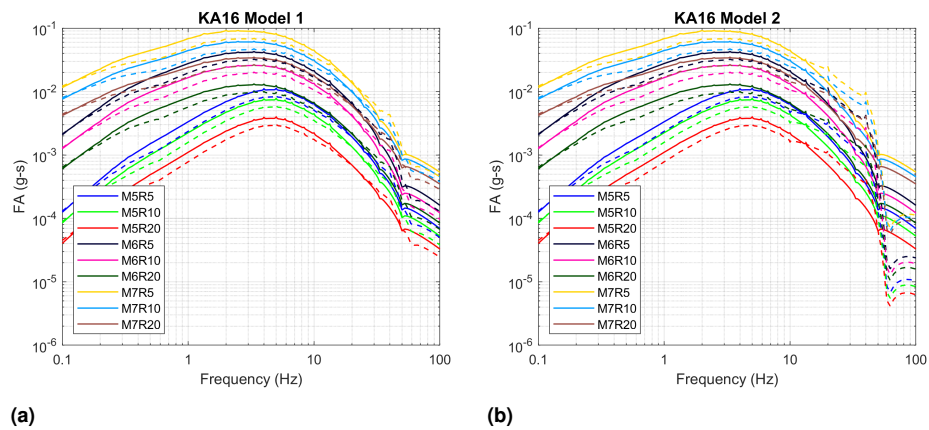 KA16 Model 1
FA (g-s)
10^-1
10^-2
10^-3
10^-4
10^-5
10^-6
M5R5
M5R10
M5R20
M6R5
M6R10
M6R20
M7R5
M7R10
M7R20
0.1 1 10 100
Frequency (Hz)
(a)
KA16 Model 2
FA (g-s)
10^-1
10^-2
10^-3
10^-4
10^-5
10^-6
M5R5
M5R10
M5R20
M6R5
M6R10
M6R20
M7R5
M7R10
M7R20
0.1 1 10 100
Frequency (Hz)
(b)